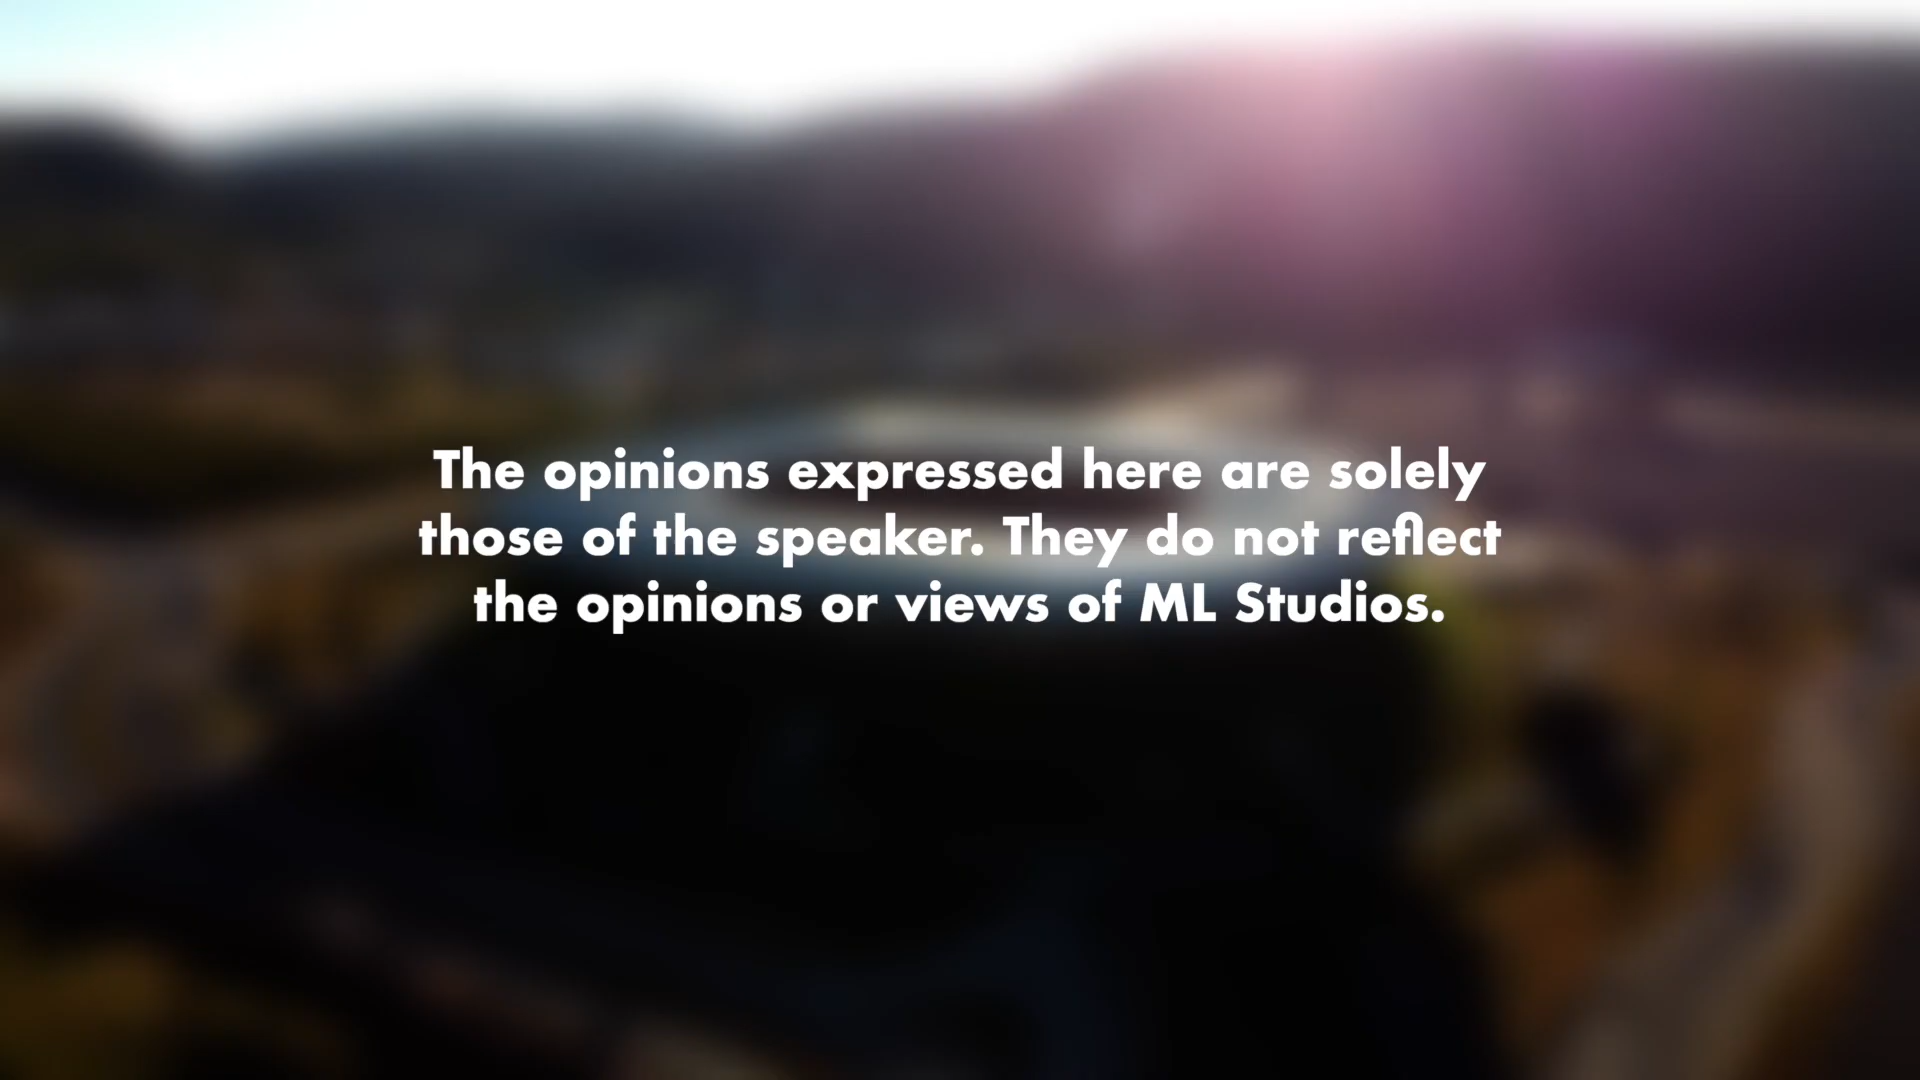 The opinions expressed here are solely
those of the speaker. They do not reflect
the opinions or views of ML Studios.